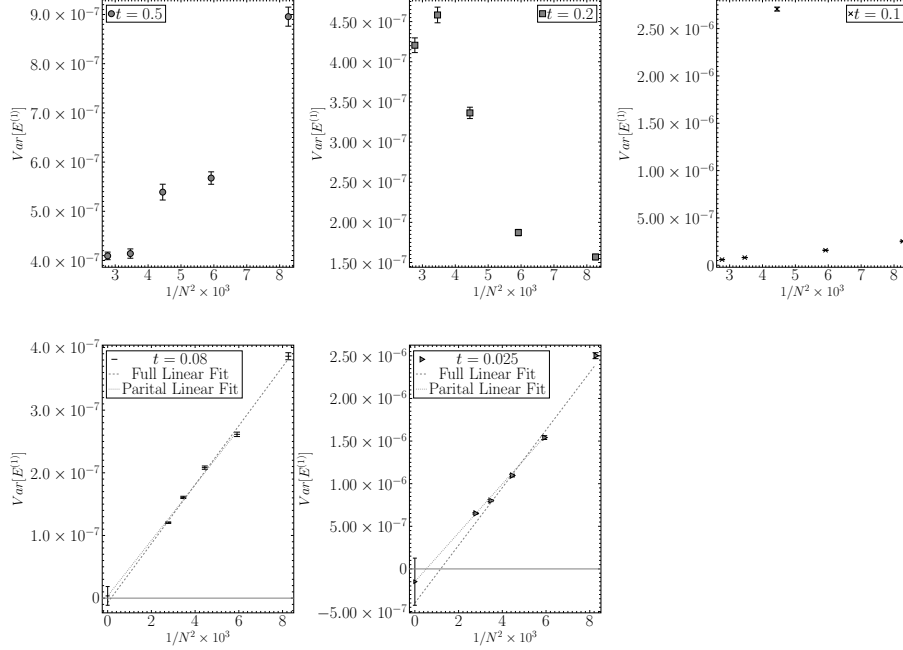 t = 0.5
9.0 × 10⁻⁷
8.0 × 10⁻⁷
7.0 × 10⁻⁷
6.0 × 10⁻⁷
5.0 × 10⁻⁷
4.0 × 10⁻⁷
Var[E⁽¹⁾]
3 4 5 6 7 8
1/N² × 10³
t = 0.2
4.50 × 10⁻⁷
4.00 × 10⁻⁷
3.50 × 10⁻⁷
3.00 × 10⁻⁷
2.50 × 10⁻⁷
2.00 × 10⁻⁷
1.50 × 10⁻⁷
Var[E⁽¹⁾]
3 4 5 6 7 8
1/N² × 10³
t = 0.1
2.50 × 10⁻⁶
2.00 × 10⁻⁶
1.50 × 10⁻⁶
1.00 × 10⁻⁶
5.00 × 10⁻⁷
0
Var[E⁽¹⁾]
3 4 5 6 7 8
1/N² × 10³
t = 0.08
Full Linear Fit
Parital Linear Fit
4.0 × 10⁻⁷
3.0 × 10⁻⁷
2.0 × 10⁻⁷
1.0 × 10⁻⁷
0
Var[E⁽¹⁾]
0 2 4 6 8
1/N² × 10³
t = 0.025
Full Linear Fit
Parital Linear Fit
2.50 × 10⁻⁶
2.00 × 10⁻⁶
1.50 × 10⁻⁶
1.00 × 10⁻⁶
5.00 × 10⁻⁷
0
−5.00 × 10⁻⁷
Var[E⁽¹⁾]
0 2 4 6 8
1/N² × 10³